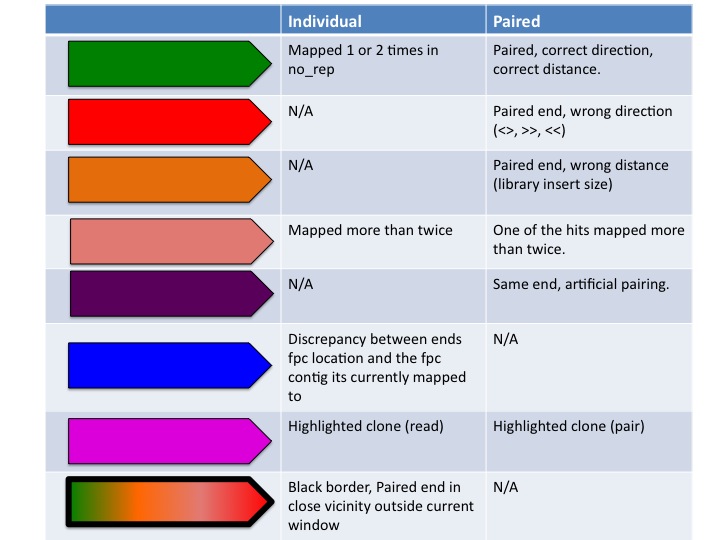 Individual Paired
Mapped 1 or 2 times in
no_rep
Paired, correct direction,
correct distance.
N/A
Paired end, wrong direction
(<>, >>, <<)
N/A
Paired end, wrong distance
(library insert size)
Mapped more than twice
One of the hits mapped more
than twice.
N/A
Same end, artificial pairing.
Discrepancy between ends
fpc location and the fpc
contig its currently mapped
to
N/A
Highlighted clone (read)
Highlighted clone (pair)
Black border, Paired end in
close vicinity outside current
window
N/A